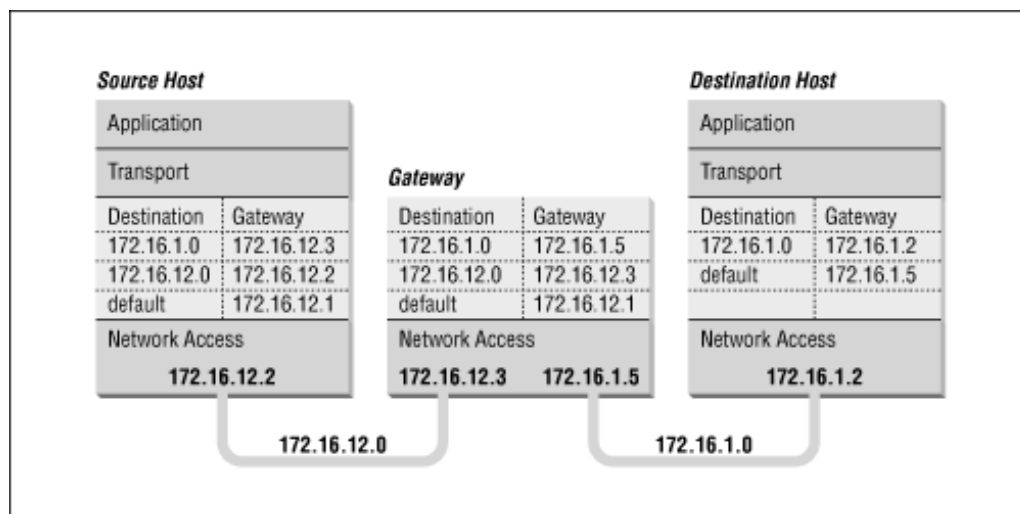 Source Host
Application
Transport
Destination Gateway
172.16.1.0 172.16.12.3
172.16.12.0 172.16.12.2
default 172.16.12.1
Network Access
172.16.12.2
Gateway
Destination Gateway
172.16.1.0 172.16.1.5
172.16.12.0 172.16.12.3
default 172.16.12.1
Network Access
172.16.12.3 172.16.1.5
Destination Host
Application
Transport
Destination Gateway
172.16.1.0 172.16.1.2
default 172.16.1.5
Network Access
172.16.1.2
172.16.12.0
172.16.1.0